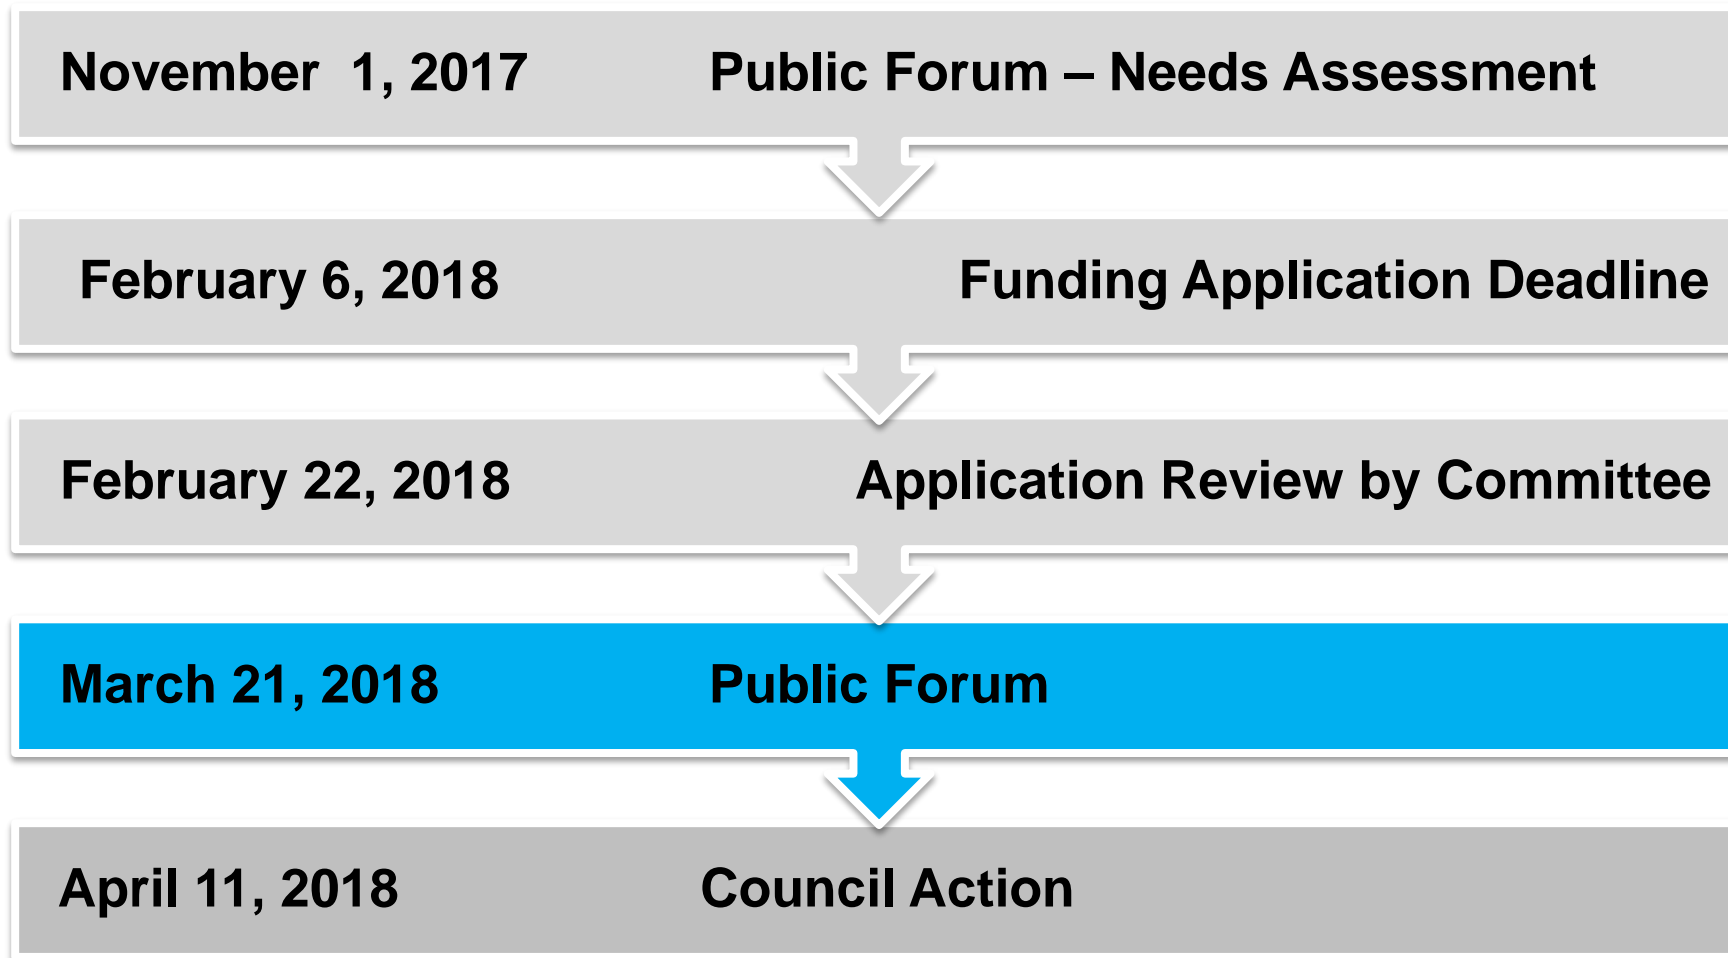 November 1, 2017 Public Forum – Needs Assessment
February 6, 2018 Funding Application Deadline
February 22, 2018 Application Review by Committee
March 21, 2018 Public Forum
April 11, 2018 Council Action